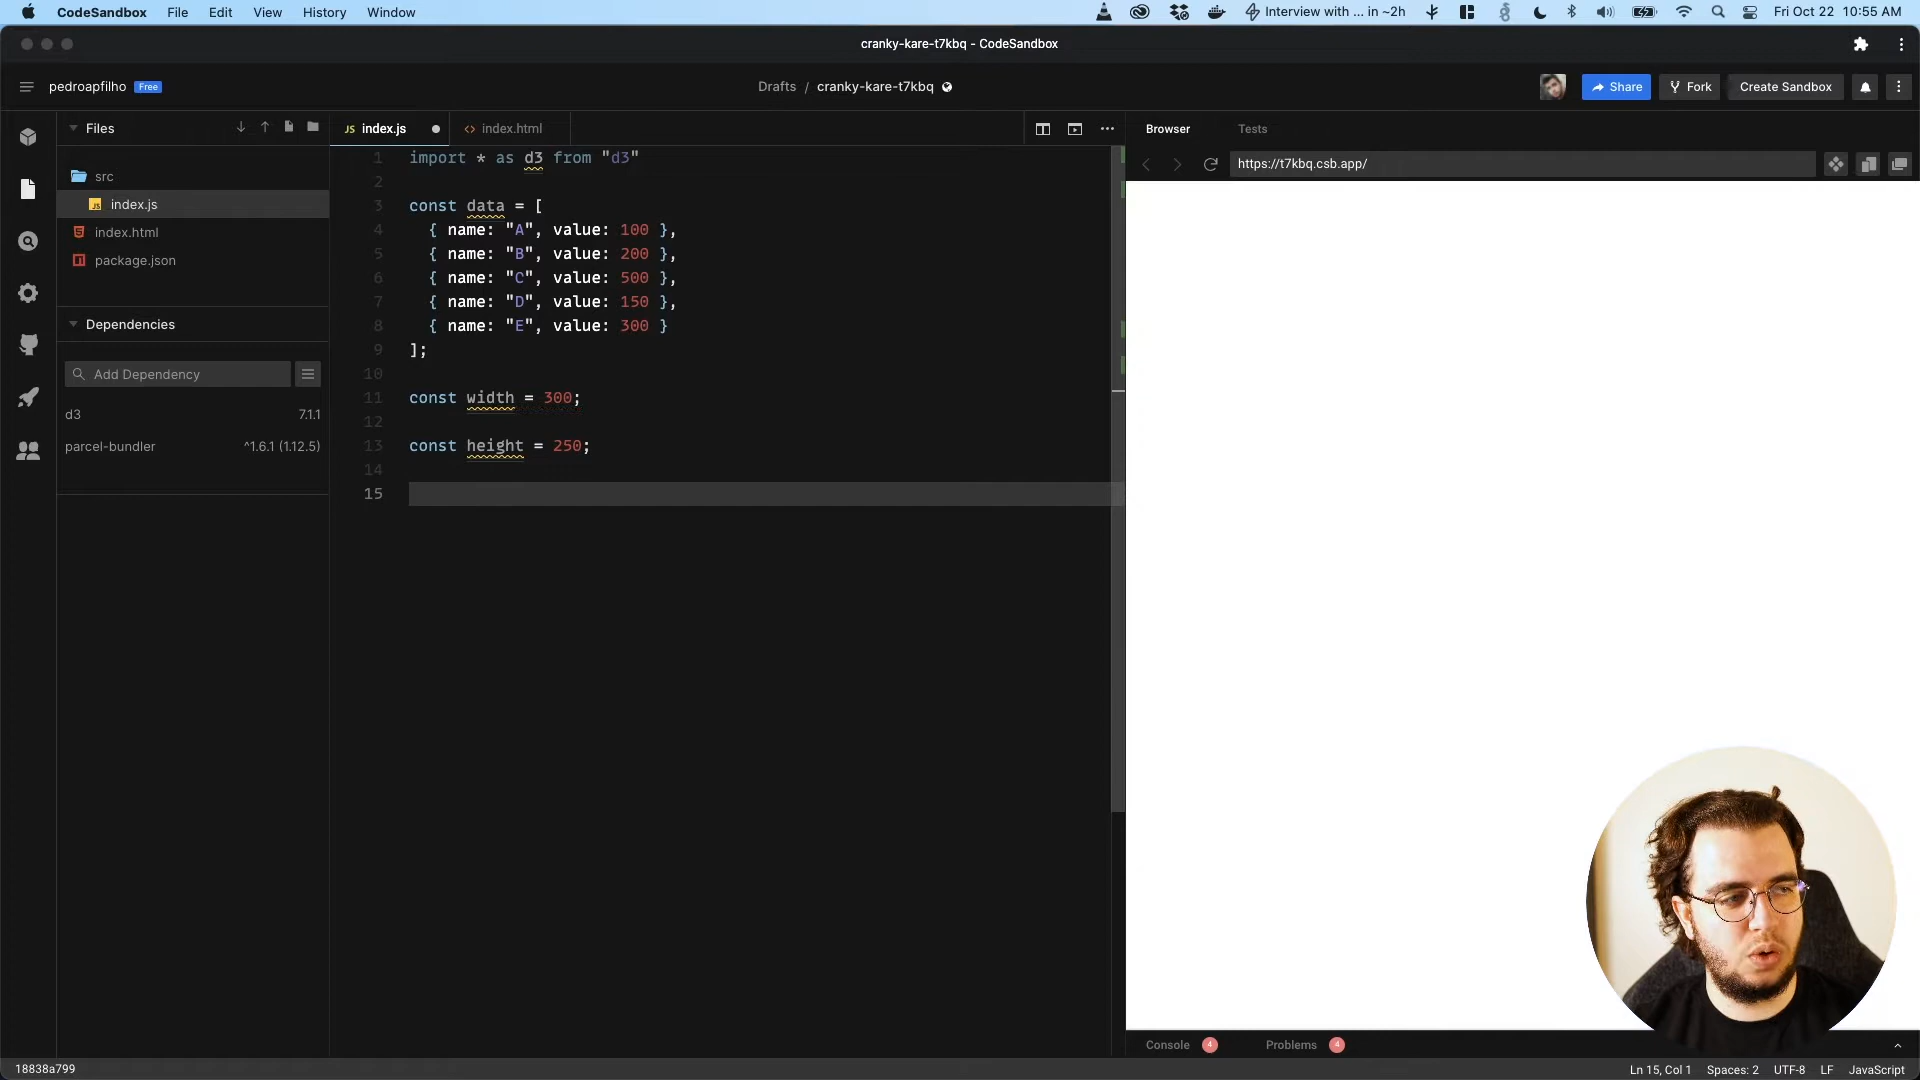 CodeSandbox File Edit View History Window Interview with ... in ~2h Fri Oct 22 10:55 AM
cranky-kare-t7kbq - CodeSandbox
pedroapfilho Free Drafts / cranky-kare-t7kbq Share Fork Create Sandbox
Files
src
JS index.js
index.html
package.json
Dependencies
Add Dependency
d3 7.1.1
parcel-bundler ^1.6.1 (1.12.5)
JS index.js <> index.html
1 import * as d3 from "d3"
2
3 const data = [
4 { name: "A", value: 100 },
5 { name: "B", value: 200 },
6 { name: "C", value: 500 },
7 { name: "D", value: 150 },
8 { name: "E", value: 300 }
9 ];
10
11 const width = 300;
12
13 const height = 250;
14
15
Browser Tests
https://t7kbq.csb.app/
Console 4 Problems 4
18838a799 Ln 15, Col 1 Spaces: 2 UTF-8 LF JavaScript